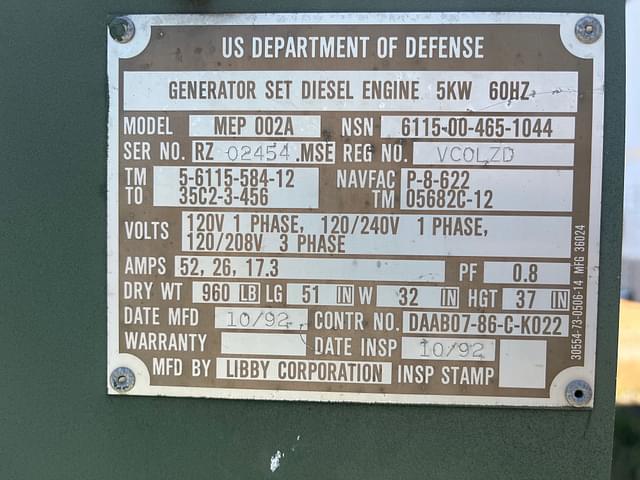 US DEPARTMENT OF DEFENSE
GENERATOR SET DIESEL ENGINE 5KW 60HZ
MODEL MEP 002A NSN 6115-00-465-1044
SER NO. RZ 02454 .MSE REG NO. VCOLZD
TM 5-6115-584-12 NAVFAC P-8-622
TO 35C2-3-456 TM 05682C-12
VOLTS 120V 1 PHASE, 120/240V 1 PHASE,
120/208V 3 PHASE
AMPS 52, 26, 17.3 PF 0.8
DRY WT 960 LB LG 51 IN W 32 IN HGT 37 IN
DATE MFD 10/92 CONTR NO. DAAB07-86-C-K022
WARRANTY DATE INSP 10/92
MFD BY LIBBY CORPORATION INSP STAMP
30554-73-0506-14 MFG 36024